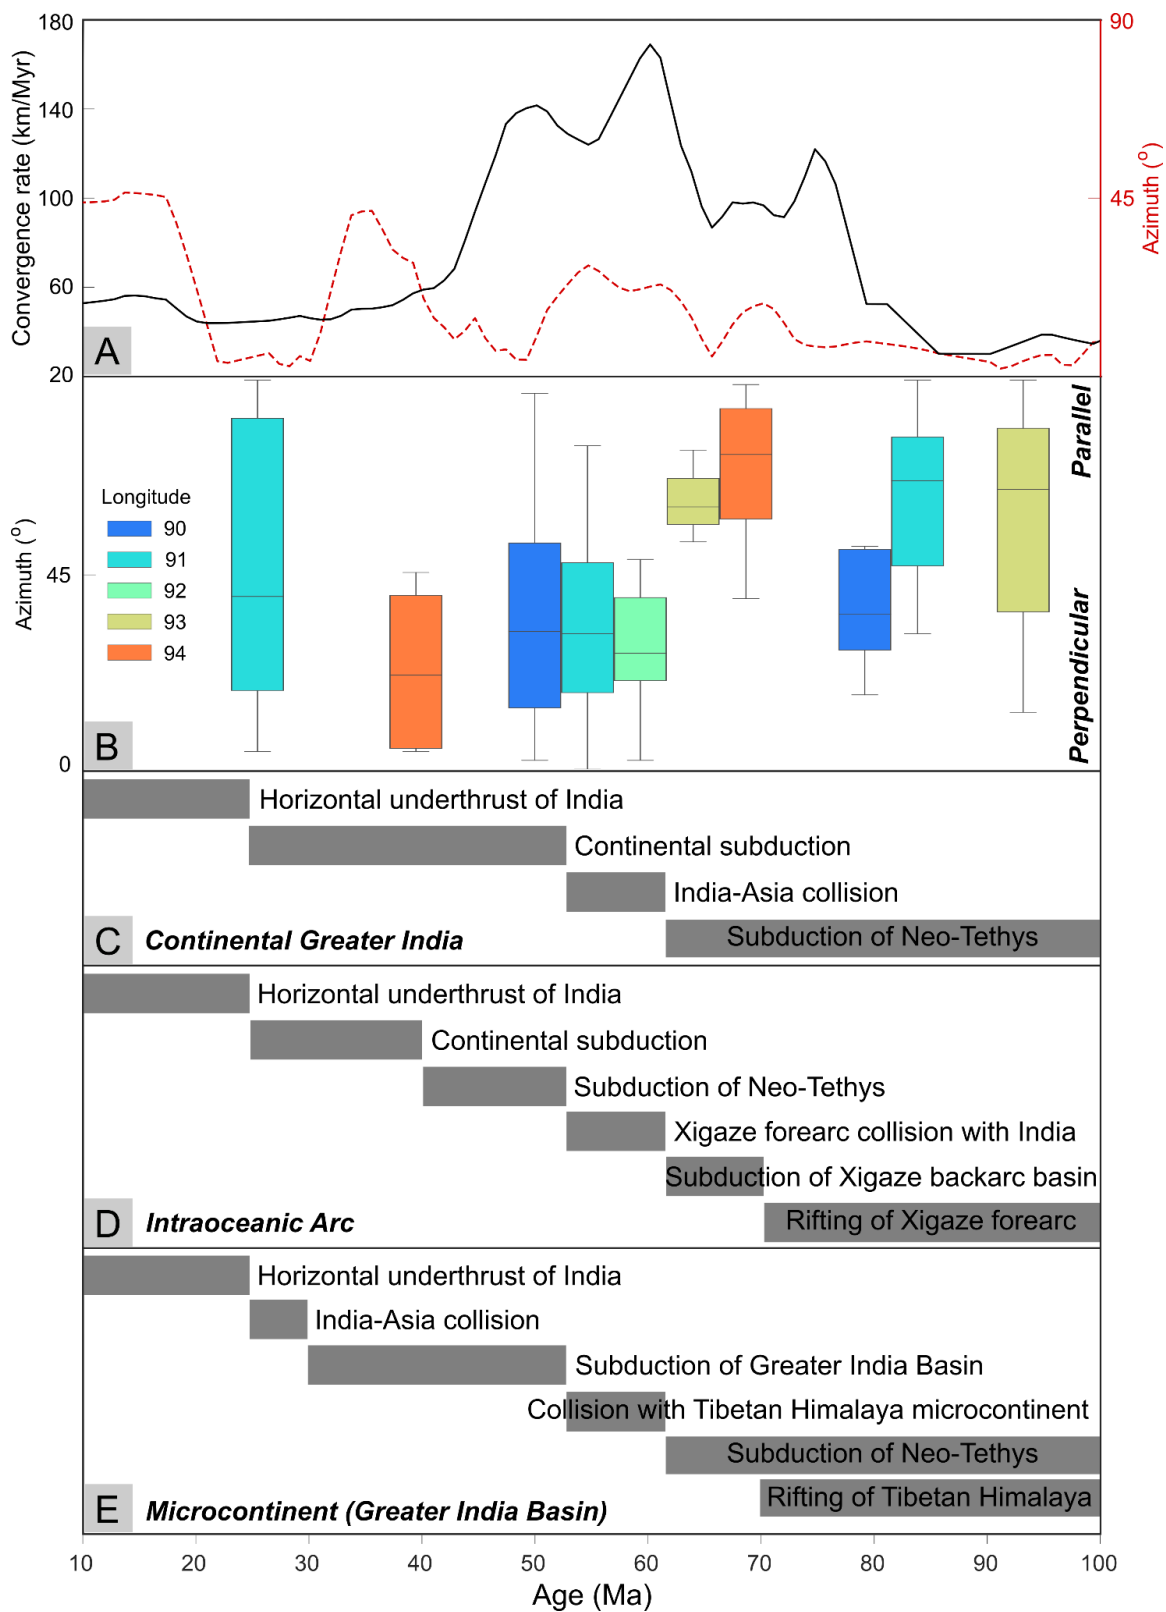 180
140
100
60
20
Convergence rate (km/Myr)
90
45
Azimuth (°)
A
Parallel
Perpendicular
Longitude
90
91
92
93
94
45
0
Azimuth (°)
B
Horizontal underthrust of India
Continental subduction
India-Asia collision
Subduction of Neo-Tethys
C
Continental Greater India
Horizontal underthrust of India
Continental subduction
Subduction of Neo-Tethys
Xigaze forearc collision with India
Subduction of Xigaze backarc basin
Rifting of Xigaze forearc
D
Intraoceanic Arc
Horizontal underthrust of India
India-Asia collision
Subduction of Greater India Basin
Collision with Tibetan Himalaya microcontinent
Subduction of Neo-Tethys
Rifting of Tibetan Himalaya
E
Microcontinent (Greater India Basin)
10 20 30 40 50 60 70 80 90 100
Age (Ma)